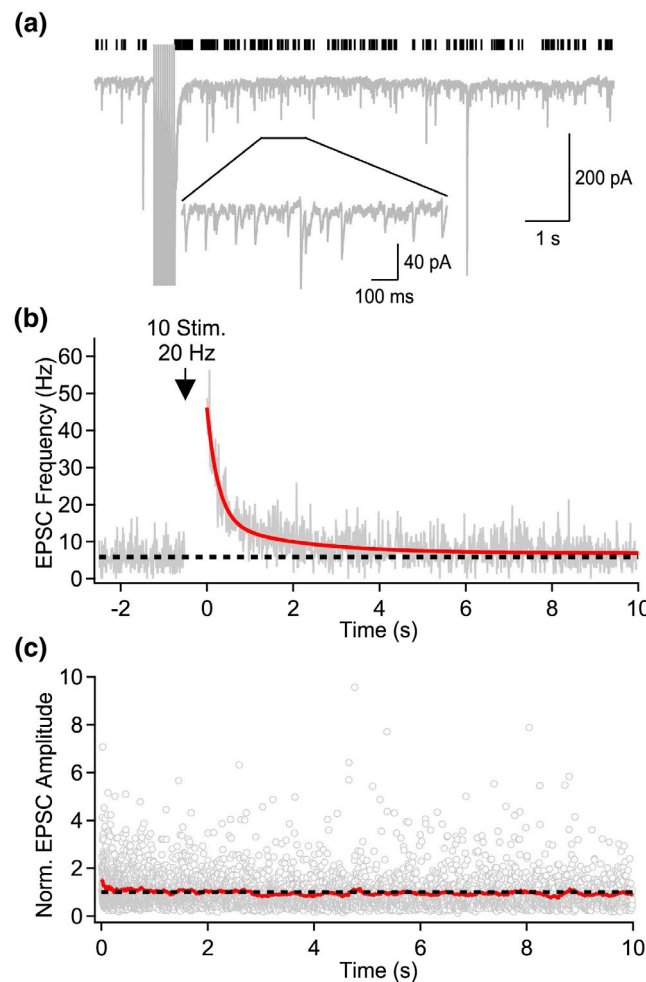 (a)
200 pA
1 s
40 pA
100 ms
(b)
10 Stim.
20 Hz
EPSC Frequency (Hz)
60
50
40
30
20
10
0
-2 0 2 4 6 8 10
Time (s)
(c)
Norm. EPSC Amplitude
10
8
6
4
2
0
0 2 4 6 8 10
Time (s)